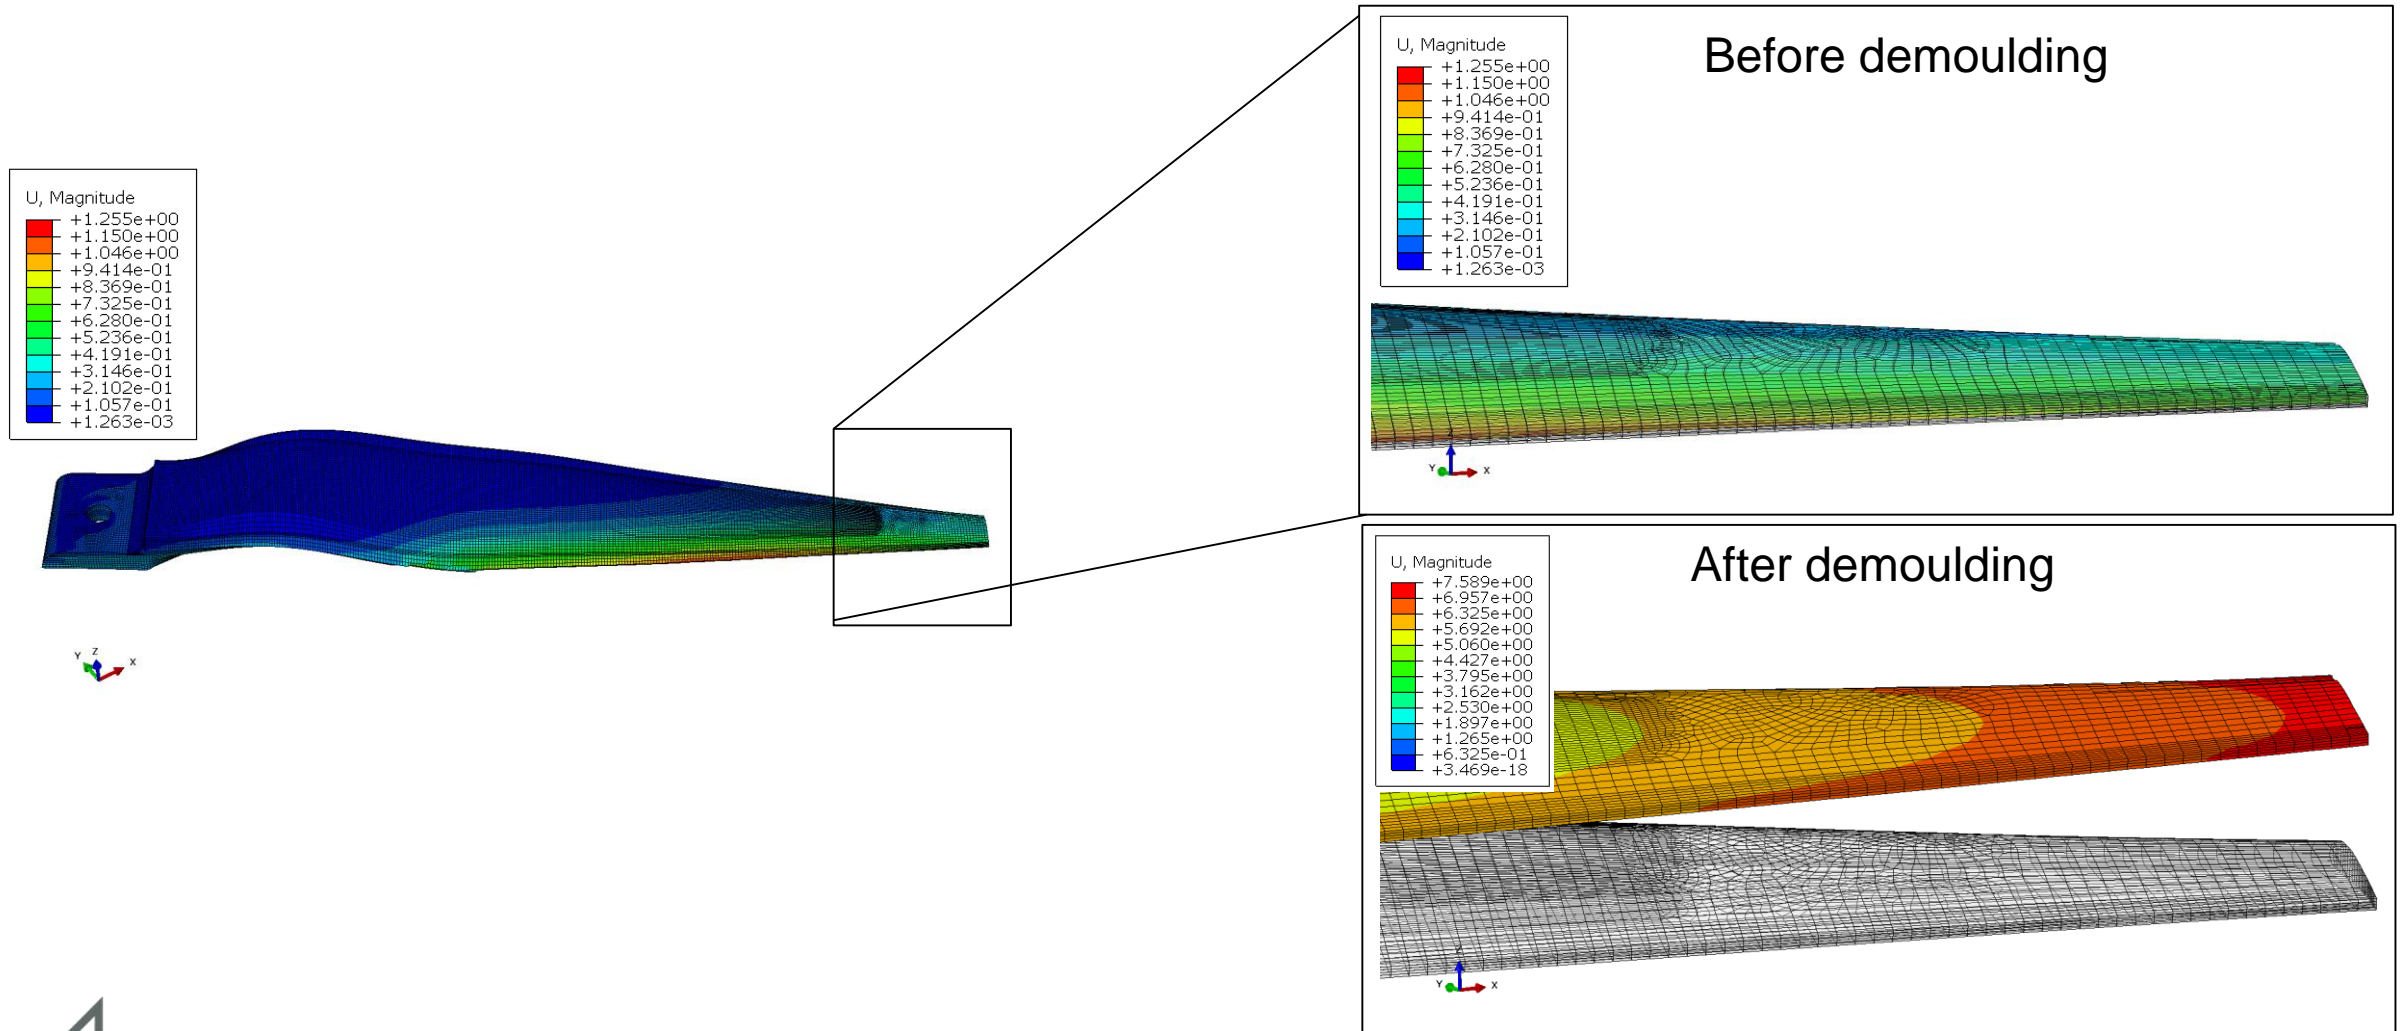 U, Magnitude
+1.255e+00
+1.150e+00
+1.046e+00
+9.414e-01
+8.369e-01
+7.325e-01
+6.280e-01
+5.236e-01
+4.191e-01
+3.146e-01
+2.102e-01
+1.057e-01
+1.263e-03
Y Z X
Before demoulding
U, Magnitude
+1.255e+00
+1.150e+00
+1.046e+00
+9.414e-01
+8.369e-01
+7.325e-01
+6.280e-01
+5.236e-01
+4.191e-01
+3.146e-01
+2.102e-01
+1.057e-01
+1.263e-03
Y X
After demoulding
U, Magnitude
+7.589e+00
+6.957e+00
+6.325e+00
+5.692e+00
+5.060e+00
+4.427e+00
+3.795e+00
+3.162e+00
+2.530e+00
+1.897e+00
+1.265e+00
+6.325e-01
+3.469e-18
Y X